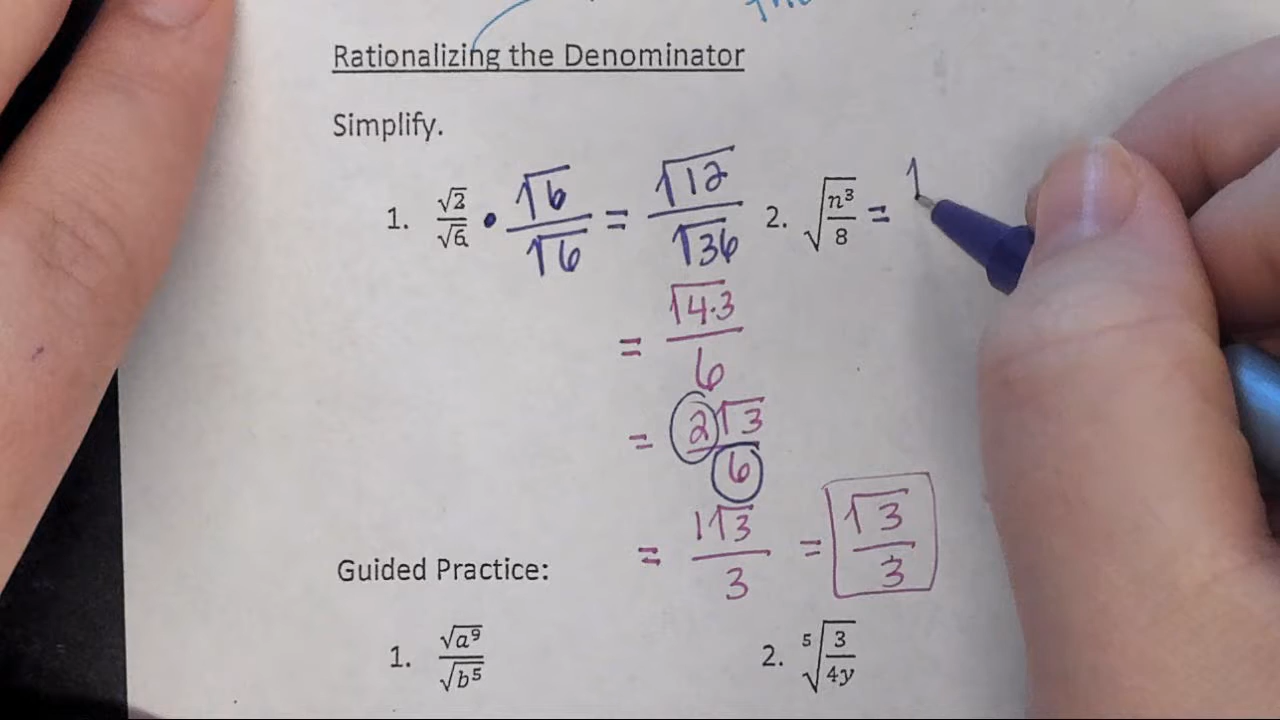 Rationalizing the Denominator
Simplify.
1. √2/√6 • √6/√6 = √12/√36
= √4·3/6
= 2√3/6
= 1√3/3 = √3/3
2. √(n³/8) =
Guided Practice:
1. √a⁹/√b⁵
2. ⁵√(3/4y)